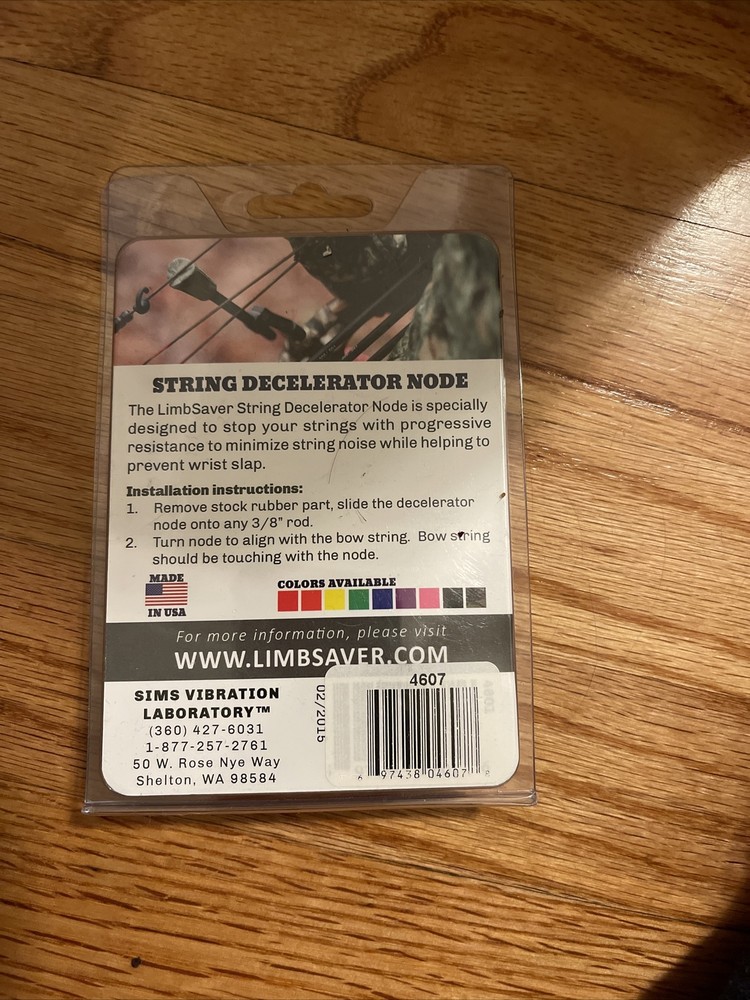 STRING DECELERATOR NODE
The LimbSaver String Decelerator Node is specially
designed to stop your strings with progressive
resistance to minimize string noise while helping to
prevent wrist slap.
Installation instructions:
1. Remove stock rubber part, slide the decelerator
node onto any 3/8" rod.
2. Turn node to align with the bow string. Bow string
should be touching with the node.
MADE
IN USA
COLORS AVAILABLE
For more information, please visit
WWW.LIMBSAVER.COM
SIMS VIBRATION
LABORATORY™
(360) 427-6031
1-877-257-2761
50 W. Rose Nye Way
Shelton, WA 98584
02/2015
4607
6 97438 04607 2